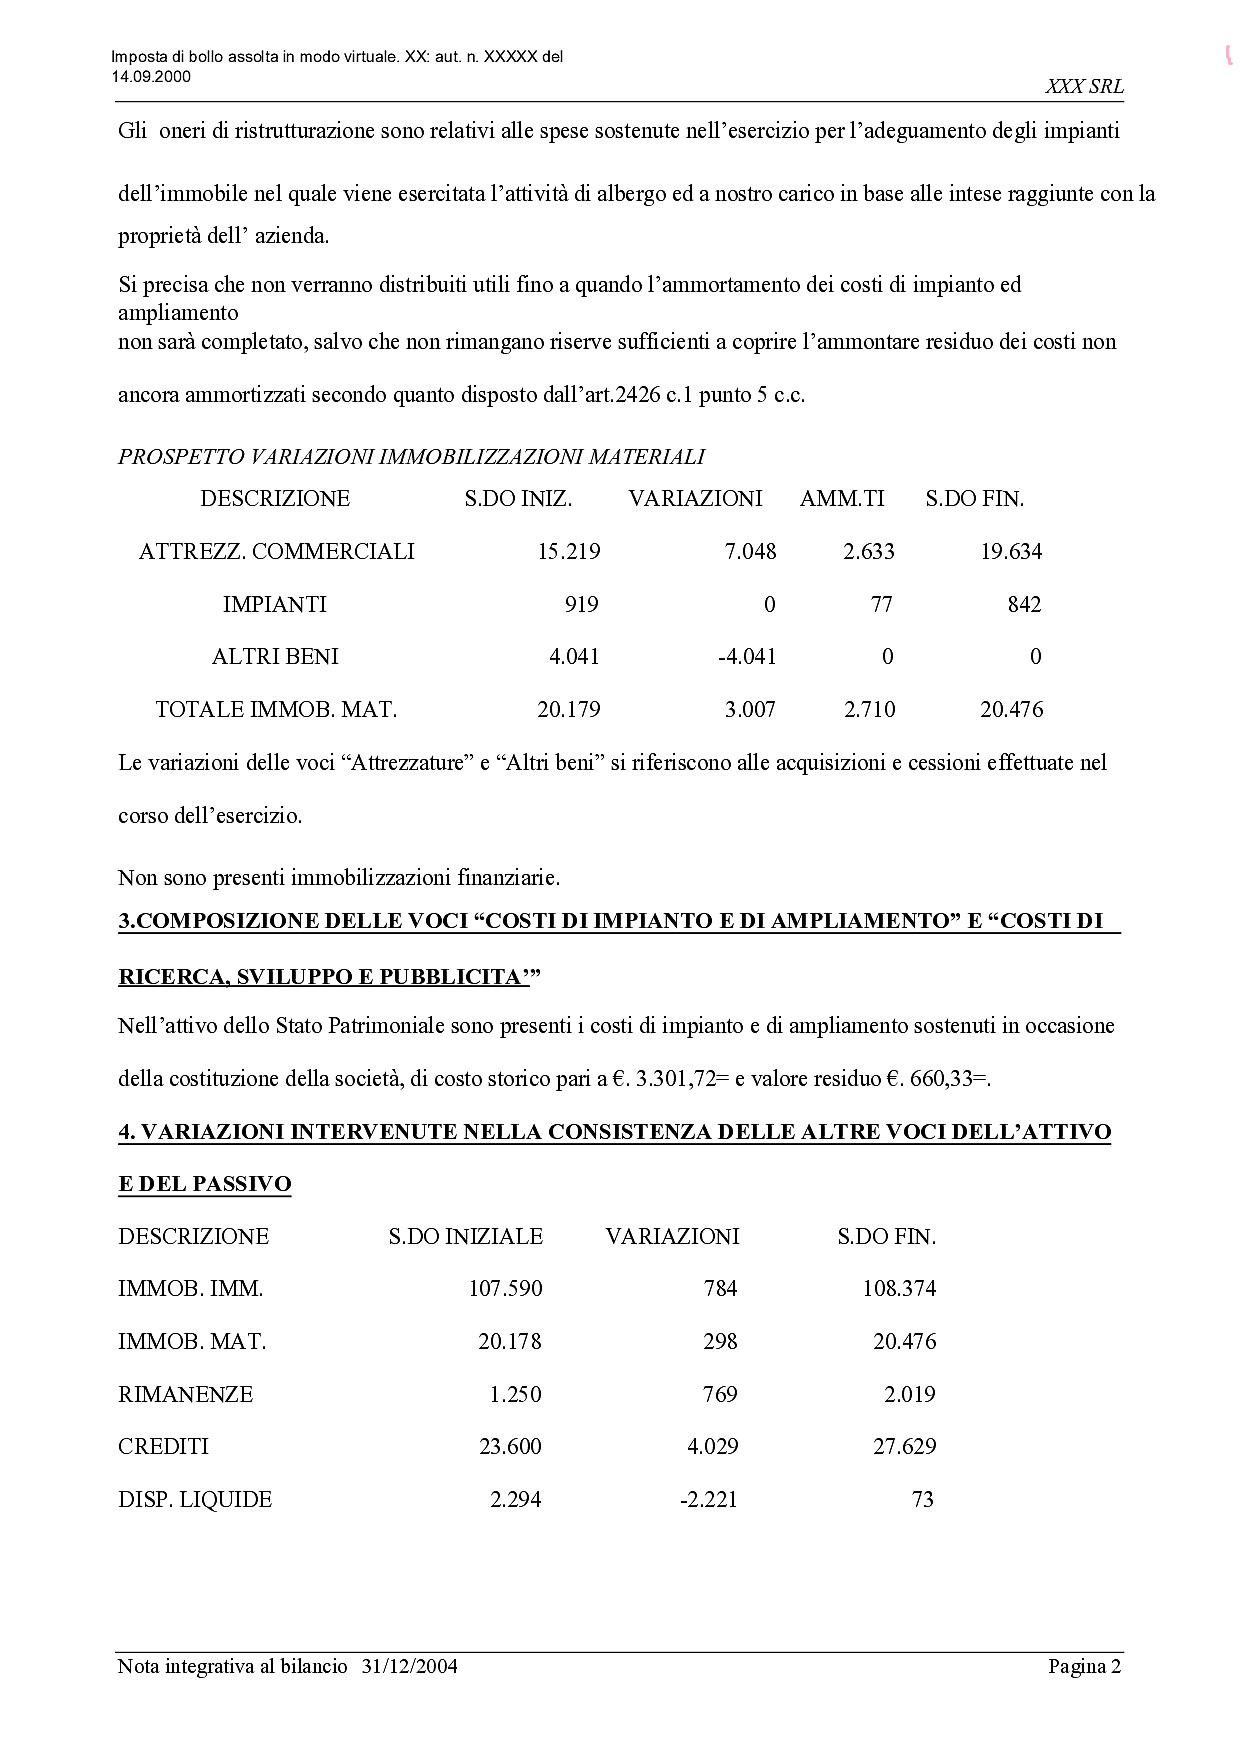 Imposta di bollo assolta in modo virtuale. XX: aut. n. XXXXX del
14.09.2000
XXX SRL
Gli  oneri di ristrutturazione sono relativi alle spese sostenute nell’esercizio per l’adeguamento degli impianti
dell’immobile nel quale viene esercitata l’attività di albergo ed a nostro carico in base alle intese raggiunte con la
proprietà dell’ azienda.
Si precisa che non verranno distribuiti utili fino a quando l’ammortamento dei costi di impianto ed
ampliamento
non sarà completato, salvo che non rimangano riserve sufficienti a coprire l’ammontare residuo dei costi non
ancora ammortizzati secondo quanto disposto dall’art.2426 c.1 punto 5 c.c.
PROSPETTO VARIAZIONI IMMOBILIZZAZIONI MATERIALI
DESCRIZIONE S.DO INIZ. VARIAZIONI AMM.TI S.DO FIN.
ATTREZZ. COMMERCIALI 15.219 7.048 2.633 19.634
IMPIANTI 919 0 77 842
ALTRI BENI 4.041 -4.041 0 0
TOTALE IMMOB. MAT. 20.179 3.007 2.710 20.476
Le variazioni delle voci “Attrezzature” e “Altri beni” si riferiscono alle acquisizioni e cessioni effettuate nel
corso dell’esercizio.
Non sono presenti immobilizzazioni finanziarie.
3.COMPOSIZIONE DELLE VOCI “COSTI DI IMPIANTO E DI AMPLIAMENTO” E “COSTI DI
RICERCA, SVILUPPO E PUBBLICITA’”
Nell’attivo dello Stato Patrimoniale sono presenti i costi di impianto e di ampliamento sostenuti in occasione
della costituzione della società, di costo storico pari a €. 3.301,72= e valore residuo €. 660,33=.
4. VARIAZIONI INTERVENUTE NELLA CONSISTENZA DELLE ALTRE VOCI DELL’ATTIVO
E DEL PASSIVO
DESCRIZIONE S.DO INIZIALE VARIAZIONI S.DO FIN.
IMMOB. IMM. 107.590 784 108.374
IMMOB. MAT. 20.178 298 20.476
RIMANENZE 1.250 769 2.019
CREDITI 23.600 4.029 27.629
DISP. LIQUIDE 2.294 -2.221 73
Nota integrativa al bilancio  31/12/2004 Pagina 2